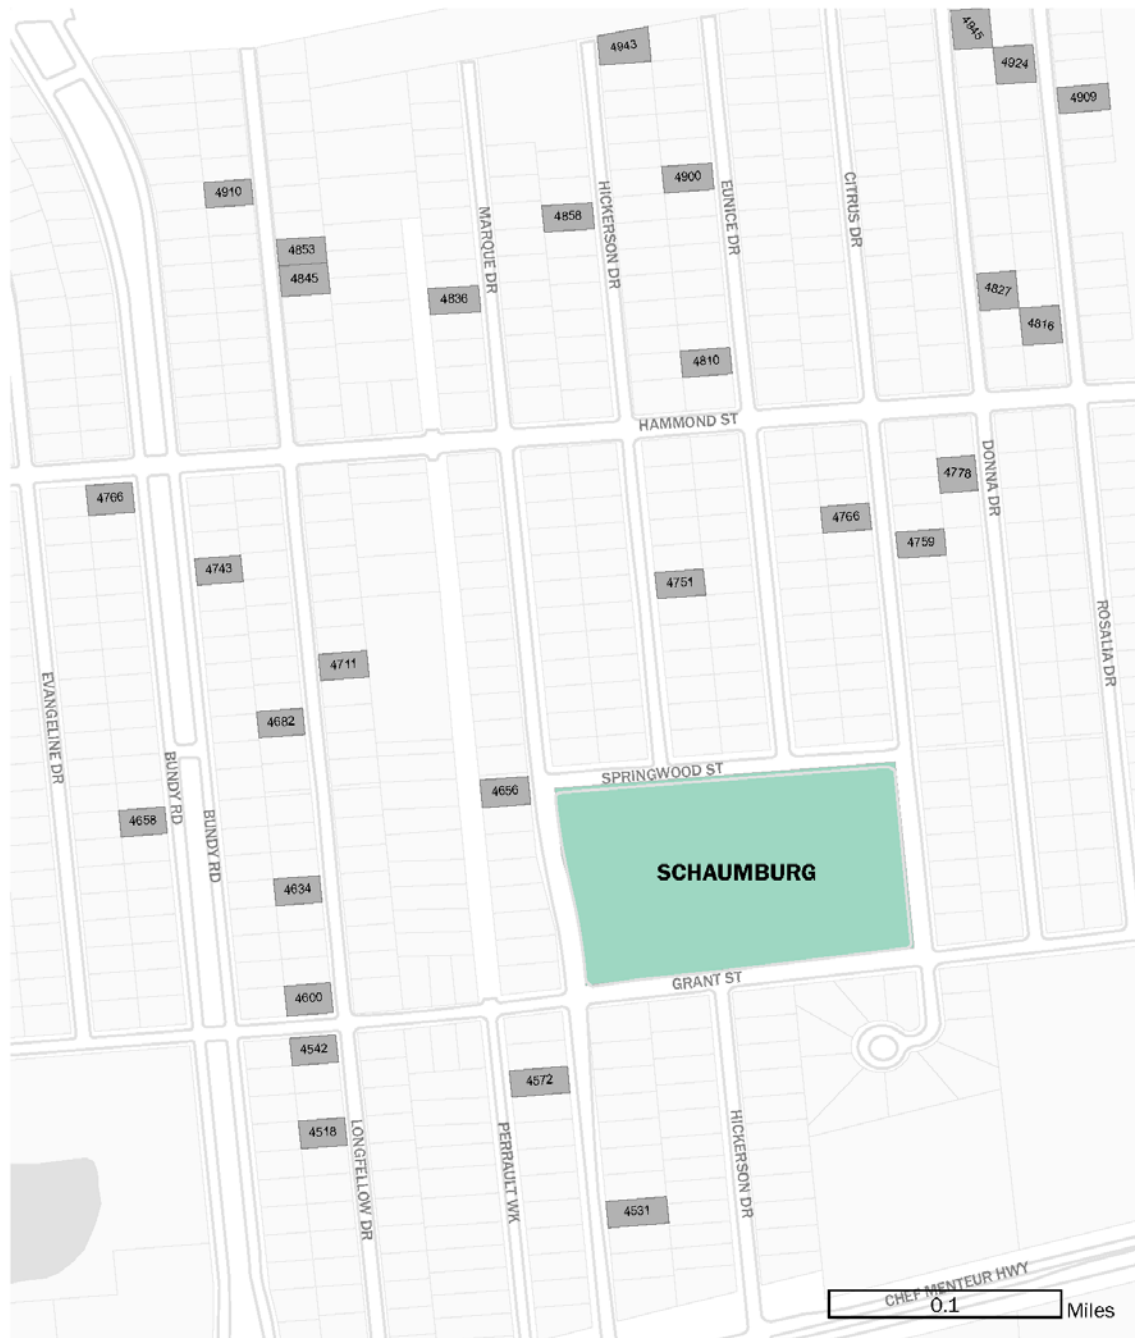 4943
4945
4924
4909
4910
4900
4858
HICKERSON DR
EUNICE DR
CITRUS DR
MARQUE DR
4853
4845
4836
4827
4816
4810
HAMMOND ST
4766
4778
DONNA DR
4766
4759
4743
4751
4711
4682
EVANGELINE DR
ROSALIA DR
BUNDY RD
SPRINGWOOD ST
4656
4658
BUNDY RD
SCHAUMBURG
4634
GRANT ST
4600
4542
4572
4518
LONGFELLOW DR
PERRAULT WK
HICKERSON DR
4531
CHEF MENTEUR HWY
0.1
Miles